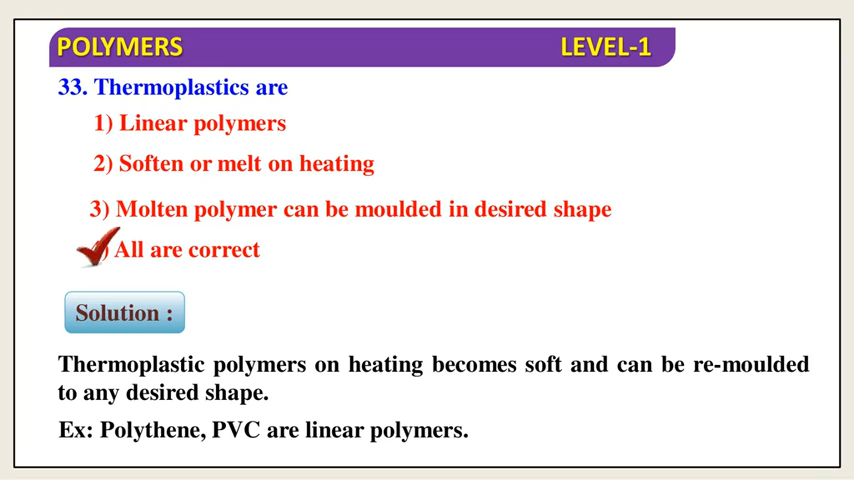 POLYMERS LEVEL-1
33. Thermoplastics are
1) Linear polymers
2) Soften or melt on heating
3) Molten polymer can be moulded in desired shape
) All are correct
Solution :
Thermoplastic polymers on heating becomes soft and can be re-moulded
to any desired shape.
Ex: Polythene, PVC are linear polymers.